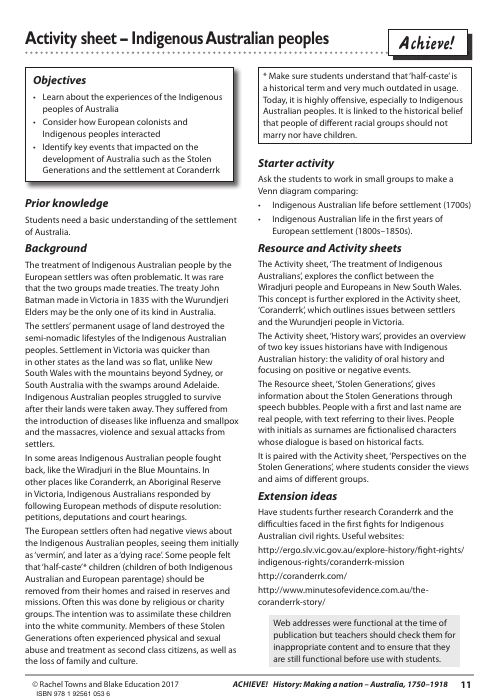 Activity sheet – Indigenous Australian peoples
Achieve!
Objectives
• Learn about the experiences of the Indigenous
peoples of Australia
• Consider how European colonists and
Indigenous peoples interacted
• Identify key events that impacted on the
development of Australia such as the Stolen
Generations and the settlement at Coranderrk
Prior knowledge
Students need a basic understanding of the settlement
of Australia.
Background
The treatment of Indigenous Australian people by the
European settlers was often problematic. It was rare
that the two groups made treaties. The treaty John
Batman made in Victoria in 1835 with the Wurundjeri
Elders may be the only one of its kind in Australia.
The settlers’ permanent usage of land destroyed the
semi-nomadic lifestyles of the Indigenous Australian
peoples. Settlement in Victoria was quicker than
in other states as the land was so flat, unlike New
South Wales with the mountains beyond Sydney, or
South Australia with the swamps around Adelaide.
Indigenous Australian peoples struggled to survive
after their lands were taken away. They suffered from
the introduction of diseases like influenza and smallpox
and the massacres, violence and sexual attacks from
settlers.
In some areas Indigenous Australian people fought
back, like the Wiradjuri in the Blue Mountains. In
other places like Coranderrk, an Aboriginal Reserve
in Victoria, Indigenous Australians responded by
following European methods of dispute resolution:
petitions, deputations and court hearings.
The European settlers often had negative views about
the Indigenous Australian peoples, seeing them initially
as ‘vermin’, and later as a ‘dying race’. Some people felt
that ‘half-caste’* children (children of both Indigenous
Australian and European parentage) should be
removed from their homes and raised in reserves and
missions. Often this was done by religious or charity
groups. The intention was to assimilate these children
into the white community. Members of these Stolen
Generations often experienced physical and sexual
abuse and treatment as second class citizens, as well as
the loss of family and culture.
* Make sure students understand that ‘half-caste’ is
a historical term and very much outdated in usage.
Today, it is highly offensive, especially to Indigenous
Australian peoples. It is linked to the historical belief
that people of different racial groups should not
marry nor have children.
Starter activity
Ask the students to work in small groups to make a
Venn diagram comparing:
• Indigenous Australian life before settlement (1700s)
• Indigenous Australian life in the first years of
European settlement (1800s–1850s).
Resource and Activity sheets
The Activity sheet, ‘The treatment of Indigenous
Australians’, explores the conflict between the
Wiradjuri people and Europeans in New South Wales.
This concept is further explored in the Activity sheet,
‘Coranderrk’, which outlines issues between settlers
and the Wurundjeri people in Victoria.
The Activity sheet, ‘History wars’, provides an overview
of two key issues historians have with Indigenous
Australian history: the validity of oral history and
focusing on positive or negative events.
The Resource sheet, ‘Stolen Generations’, gives
information about the Stolen Generations through
speech bubbles. People with a first and last name are
real people, with text referring to their lives. People
with initials as surnames are fictionalised characters
whose dialogue is based on historical facts.
It is paired with the Activity sheet, ‘Perspectives on the
Stolen Generations’, where students consider the views
and aims of different groups.
Extension ideas
Have students further research Coranderrk and the
difficulties faced in the first fights for Indigenous
Australian civil rights. Useful websites:
http://ergo.slv.vic.gov.au/explore-history/fight-rights/
indigenous-rights/coranderrk-mission
http://coranderrk.com/
http://www.minutesofevidence.com.au/the-
coranderrk-story/
Web addresses were functional at the time of
publication but teachers should check them for
inappropriate content and to ensure that they
are still functional before use with students.
© Rachel Towns and Blake Education 2017
ISBN 978 1 92561 053 6
ACHIEVE! History: Making a nation – Australia, 1750–1918 11